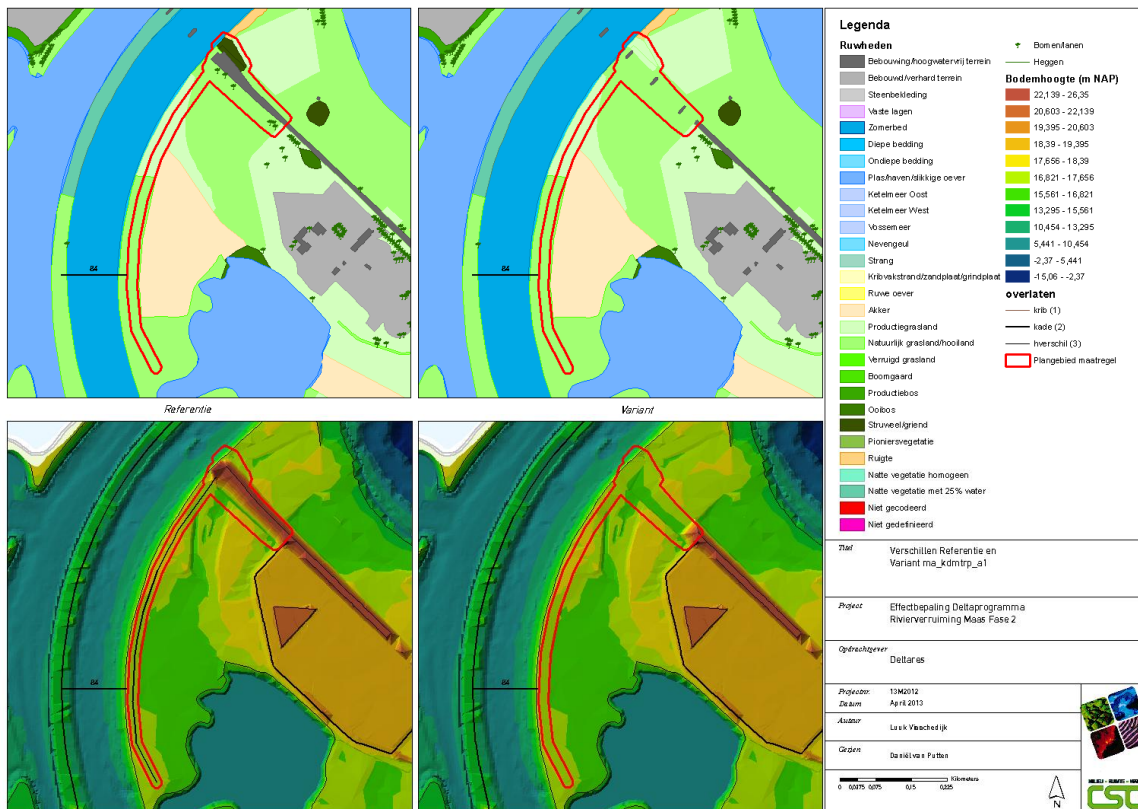 84
84
Referentie
Variant
84
84
Legenda
Ruwheden
Bebouwing/hoogwatervrij terrein
Bebouwd/verhard terrein
Steenbekleding
Vaste lagen
Zomerbed
Diepe bedding
Ondiepe bedding
Plas/haven/slikkige oever
Ketelmeer Oost
Ketelmeer West
Vossemeer
Nevengeul
Strang
Kribvakstrand/zandplaat/grindplaat
Ruwe oever
Akker
Productiegrasland
Natuurlijk grasland/hooiland
Verruigd grasland
Boomgaard
Productiebos
Ooibos
Struweel/griend
Pioniersvegetatie
Ruigte
Natte vegetatie homogeen
Natte vegetatie met 25% water
Niet gecodeerd
Niet gedefinieerd
Bomen/lanen
Heggen
Bodemhoogte (m NAP)
22,139 - 26,35
20,603 - 22,139
19,395 - 20,603
18,39 - 19,395
17,656 - 18,39
16,821 - 17,656
15,561 - 16,821
13,295 - 15,561
10,454 - 13,295
5,441 - 10,454
-2,37 - 5,441
-15,06 - -2,37
overlaten
krib (1)
kade (2)
hverschil (3)
Plangebied maatregel
Titel Verschillen Referentie en
Variant ma_kdmtrp_a1
Project Effectbepaling Deltaprogramma
Rivierverruiming Maas Fase 2
Opdrachtgever
Deltares
Projectnr. 13M2012
Datum April 2013
Auteur
Luuk Visschedijk
Gezien
Daniël van Putten
Kilometers
0 0,0375 0,075 0,15 0,225
N
CSO